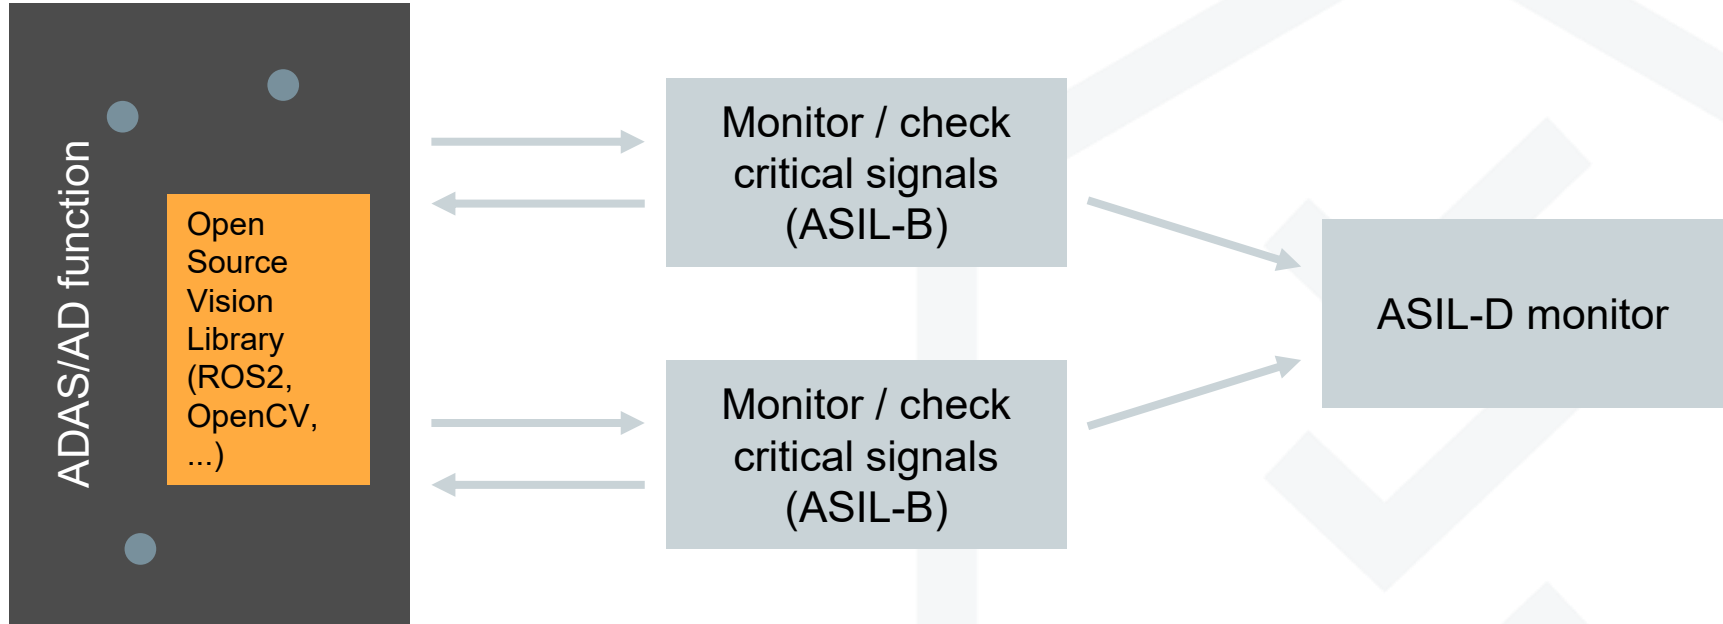 ADAS/AD function
Open
Source
Vision
Library
(ROS2,
OpenCV,
...)
Monitor / check
critical signals
(ASIL-B)
Monitor / check
critical signals
(ASIL-B)
ASIL-D monitor